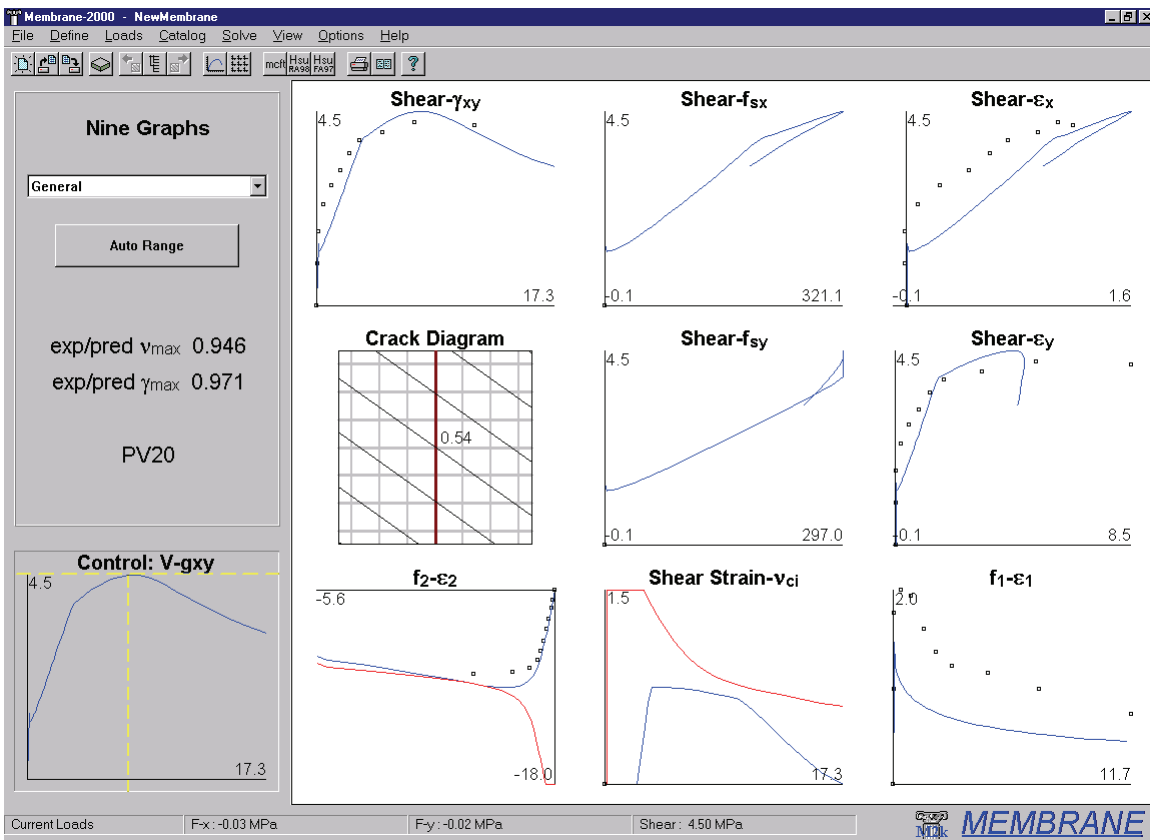 Membrane-2000 - NewMembrane
File Define Loads Catalog Solve View Options Help
mcft Hsu RA98 Hsu FA97
Nine Graphs
General
Auto Range
exp/pred νmax 0.946
exp/pred γmax 0.971
PV20
Control: V-gxy
4.5
17.3
Shear-γxy
4.5
17.3
Shear-fsx
4.5
-0.1
321.1
Shear-εx
4.5
-0.1
1.6
Crack Diagram
0.54
Shear-fsy
4.5
-0.1
297.0
Shear-εy
4.5
-0.1
8.5
f2-ε2
-5.6
-18.0
Shear Strain-νci
1.5
17.3
f1-ε1
2.0
11.7
Current Loads
F-x : -0.03 MPa
F-y : -0.02 MPa
Shear : 4.50 MPa
M2k
MEMBRANE